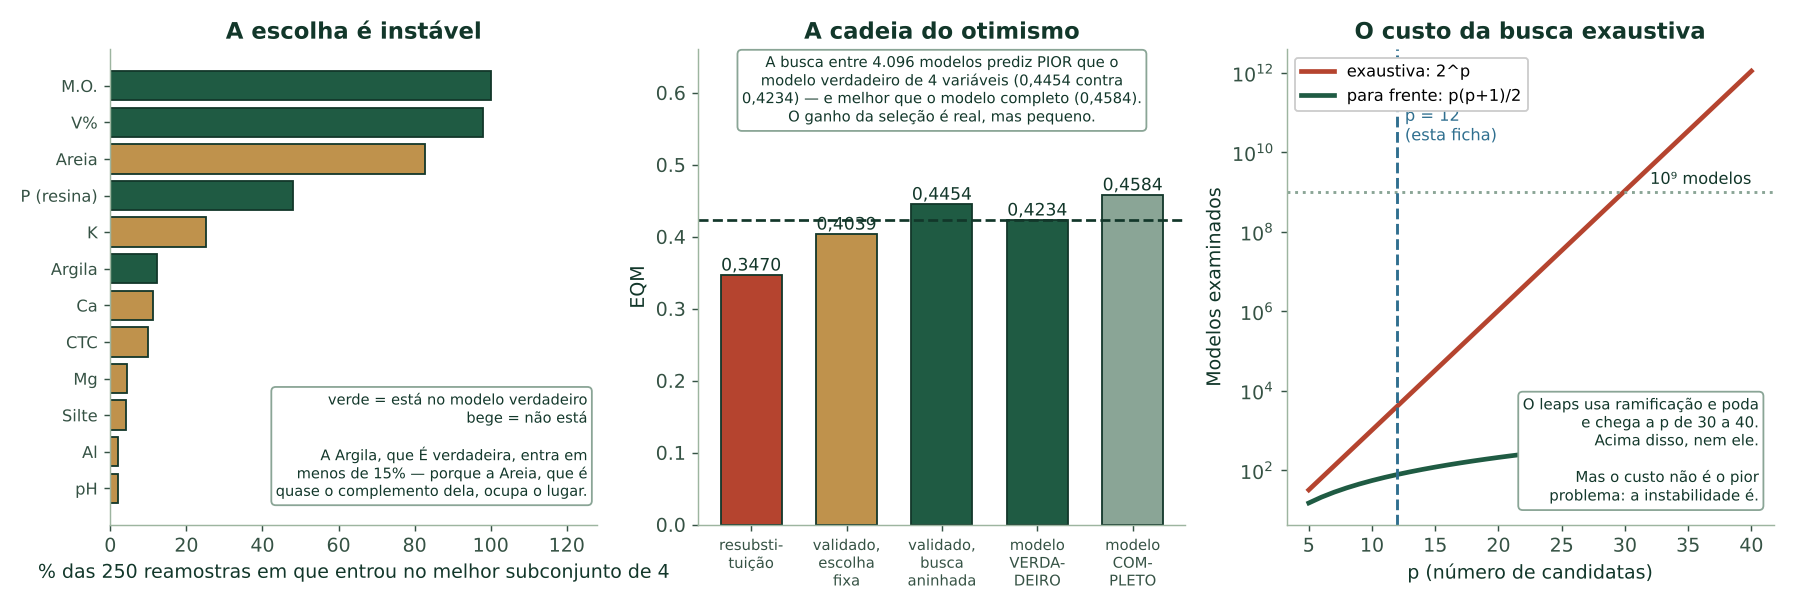 A escolha é instável
M.O.
V%
Areia
P (resina)
K
Argila
Ca
CTC
Mg
Silte
Al
pH
verde = está no modelo verdadeiro
bege = não está
A Argila, que É verdadeira, entra em
menos de 15% — porque a Areia, que é
quase o complemento dela, ocupa o lugar.
0 20 40 60 80 100 120
% das 250 reamostras em que entrou no melhor subconjunto de 4
A cadeia do otimismo
A busca entre 4.096 modelos prediz PIOR que o
modelo verdadeiro de 4 variáveis (0,4454 contra
0,4234) — e melhor que o modelo completo (0,4584).
O ganho da seleção é real, mas pequeno.
EQM
0.6
0.5
0.4
0.3
0.2
0.1
0.0
0,3470
0,4039
0,4454
0,4234
0,4584
resubsti-
tuição
validado,
escolha
fixa
validado,
busca
aninhada
modelo
VERDA-
DEIRO
modelo
COM-
PLETO
O custo da busca exaustiva
exaustiva: 2^p
para frente: p(p+1)/2
p = 12
(esta ficha)
10⁹ modelos
Modelos examinados
10¹²
10¹⁰
10⁸
10⁶
10⁴
10²
O leaps usa ramificação e poda
e chega a p de 30 a 40.
Acima disso, nem ele.
Mas o custo não é o pior
problema: a instabilidade é.
5 10 15 20 25 30 35 40
p (número de candidatas)